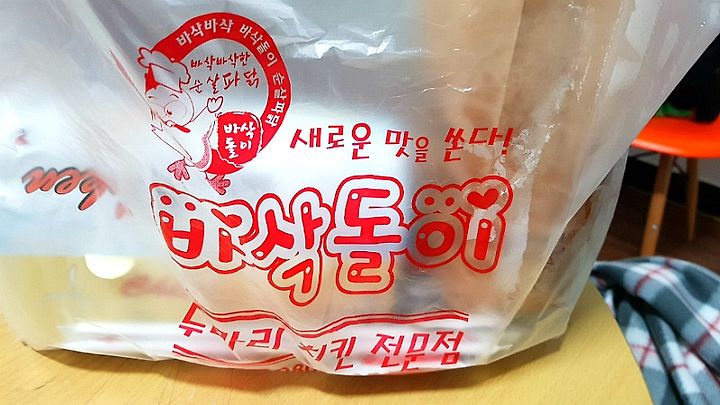 바삭바삭 바삭돌이 순살파닭
바삭바삭한
순살파닭
바삭
돌이
새로운 맛을 쏜다!
바삭돌이
두마리 치킨 전문점